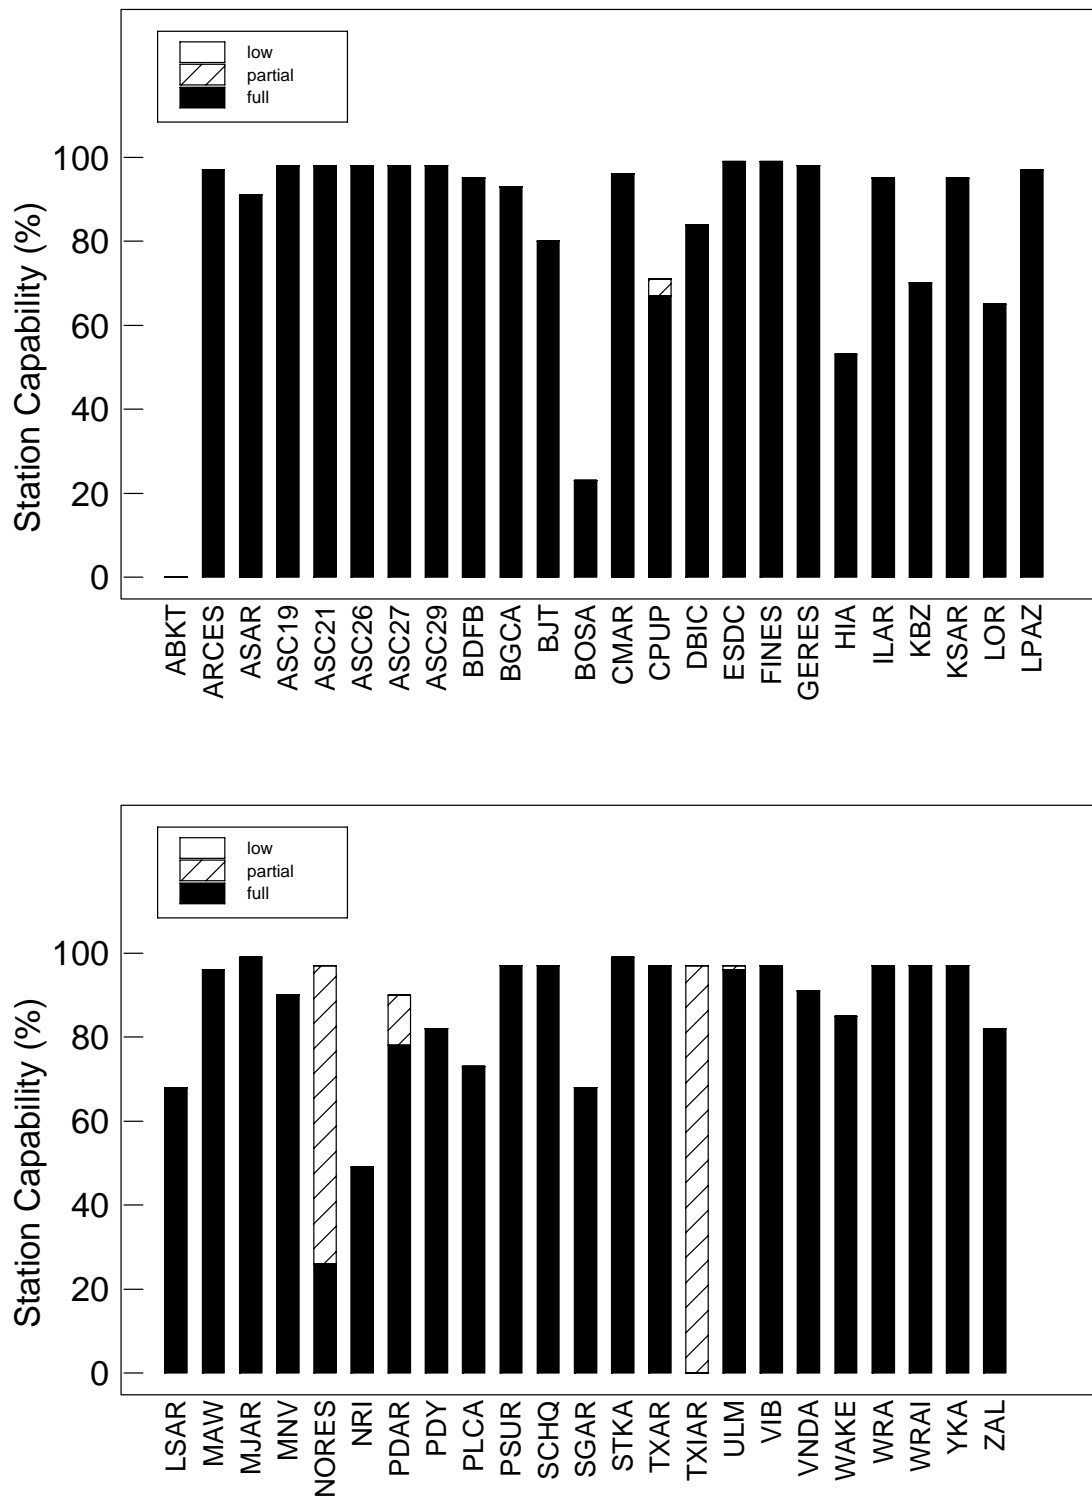 low
partial
full
Station Capability (%)
100
80
60
40
20
0
ABKT
ARCES
ASAR
ASC19
ASC21
ASC26
ASC27
ASC29
BDFB
BGCA
BJT
BOSA
CMAR
CPUP
DBIC
ESDC
FINES
GERES
HIA
ILAR
KBZ
KSAR
LOR
LPAZ
low
partial
full
Station Capability (%)
100
80
60
40
20
0
LSAR
MAW
MJAR
MNV
NORES
NRI
PDAR
PDY
PLCA
PSUR
SCHQ
SGAR
STKA
TXAR
TXIAR
ULM
VIB
VNDA
WAKE
WRA
WRAI
YKA
ZAL